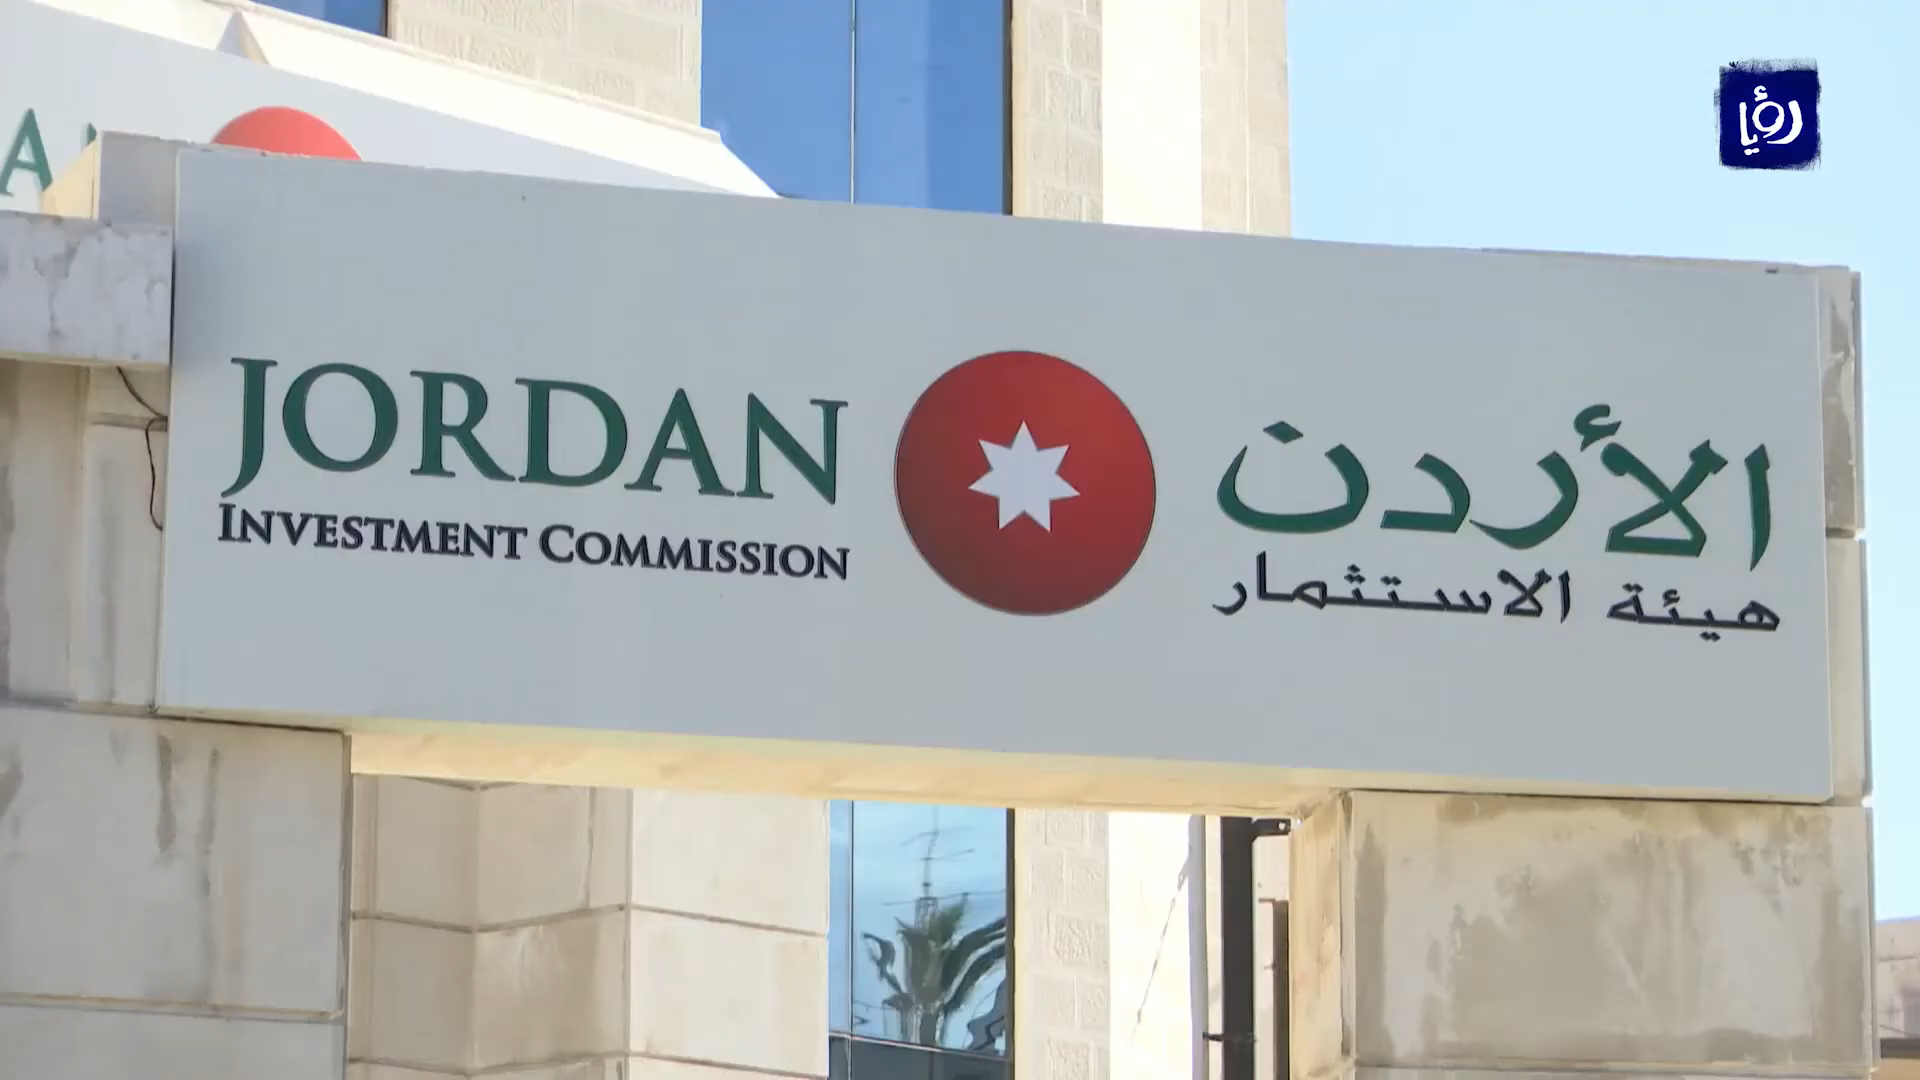 رؤيا
JORDAN
INVESTMENT COMMISSION
الأردن
هيئة الاستثمار